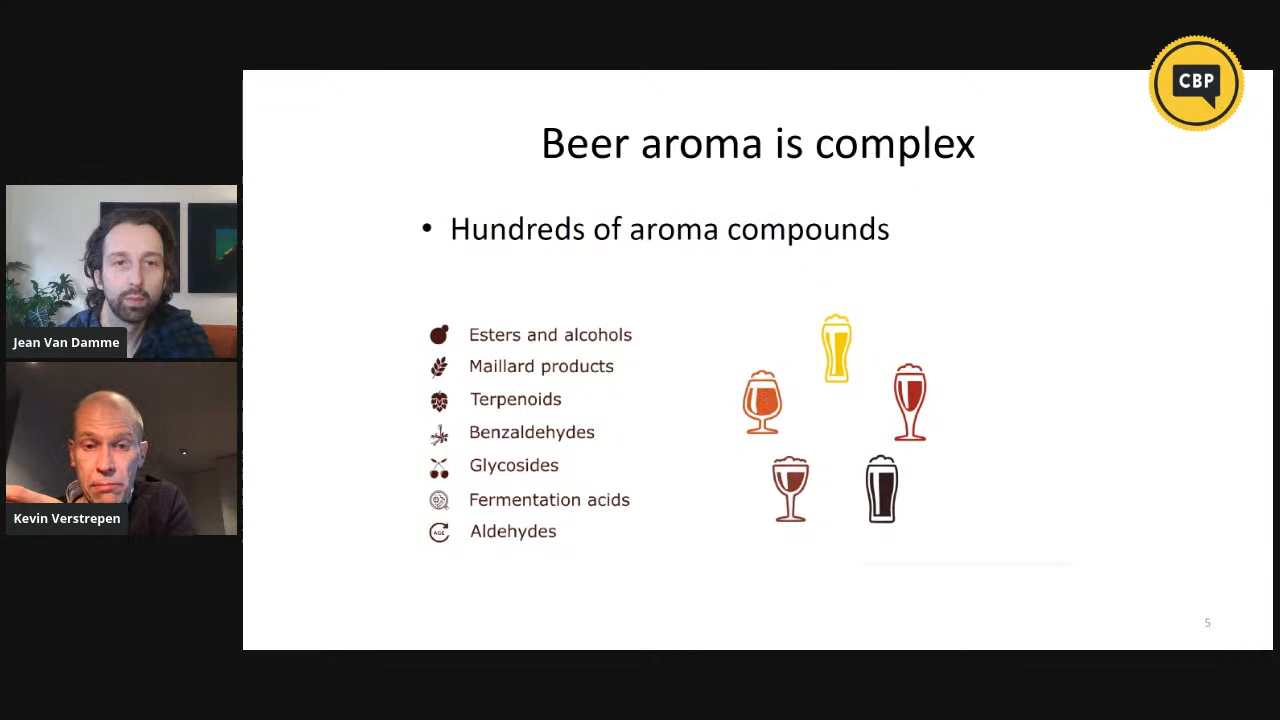 CBP
Beer aroma is complex
• Hundreds of aroma compounds
Esters and alcohols
Maillard products
Terpenoids
Benzaldehydes
Glycosides
Fermentation acids
AGE
Aldehydes
Jean Van Damme
Kevin Verstrepen
5